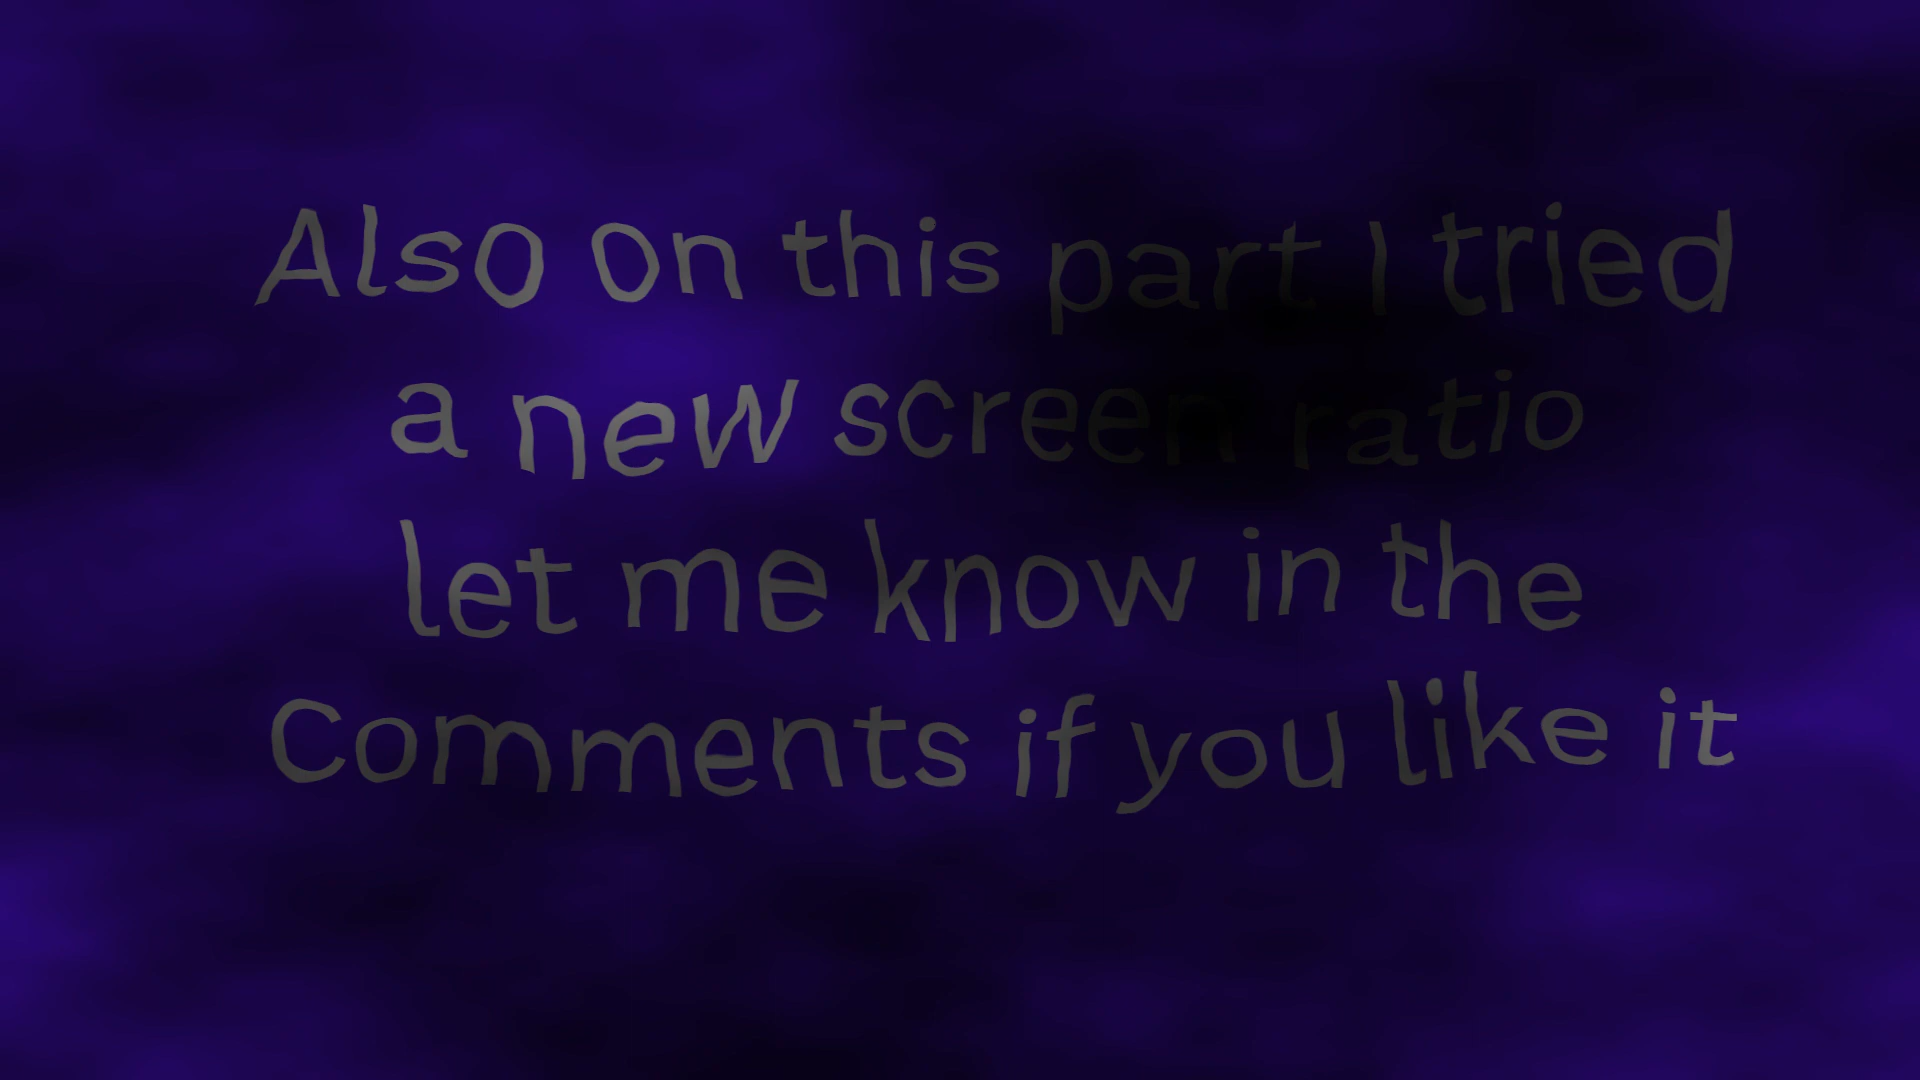 Also on this part I tried
a new screen ratio
let me know in the
Comments if you like it